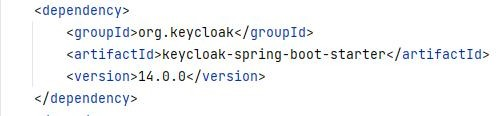 <dependency>
<groupId>org.keycloak</groupId>
<artifactId>keycloak-spring-boot-starter</artifactId>
<version>14.0.0</version>
</dependency>